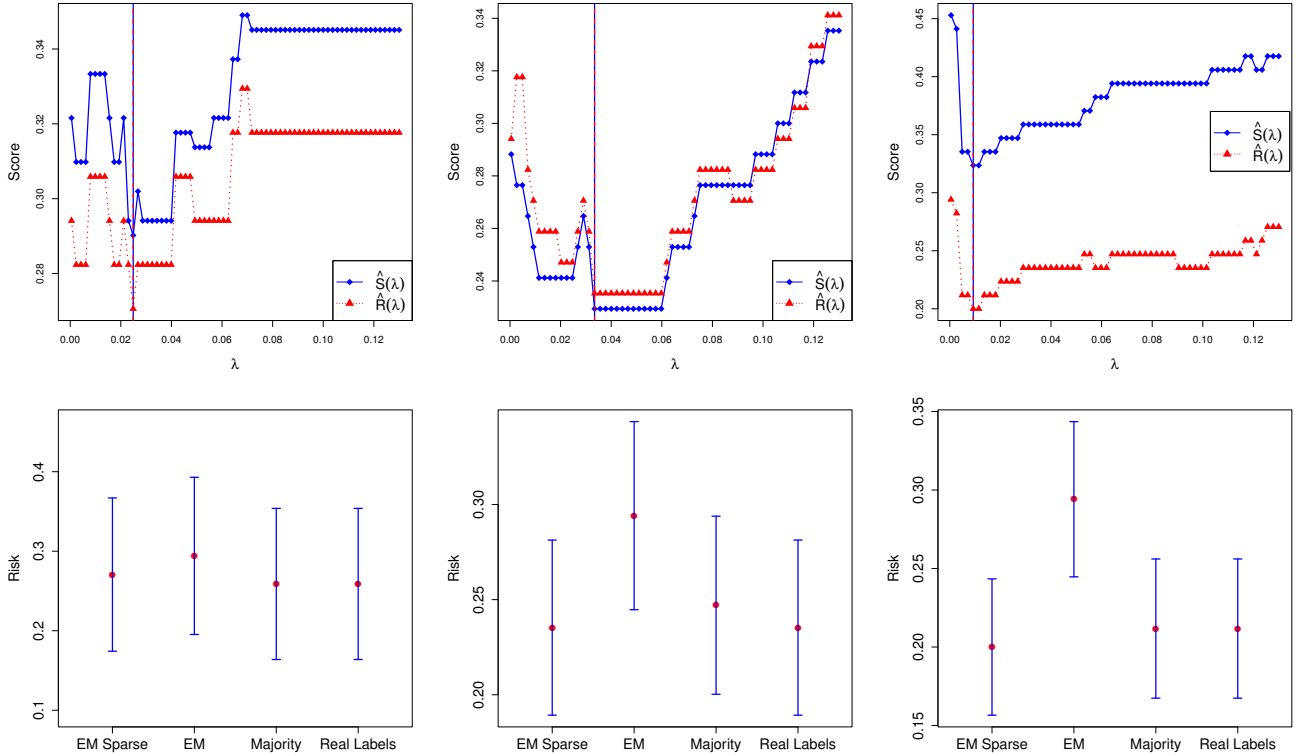 Score
0.34
0.32
0.30
0.28
0.00 0.02 0.04 0.06 0.08 0.10 0.12
λ
Ŝ(λ)
R̂(λ)
Score
0.34
0.32
0.30
0.28
0.26
0.24
0.00 0.02 0.04 0.06 0.08 0.10 0.12
λ
Ŝ(λ)
R̂(λ)
Score
0.45
0.40
0.35
0.30
0.25
0.20
0.00 0.02 0.04 0.06 0.08 0.10 0.12
λ
Ŝ(λ)
R̂(λ)
Risk
0.4
0.3
0.2
0.1
EM Sparse EM Majority Real Labels
Risk
0.30
0.25
0.20
EM Sparse EM Majority Real Labels
Risk
0.35
0.30
0.25
0.20
0.15
EM Sparse EM Majority Real Labels